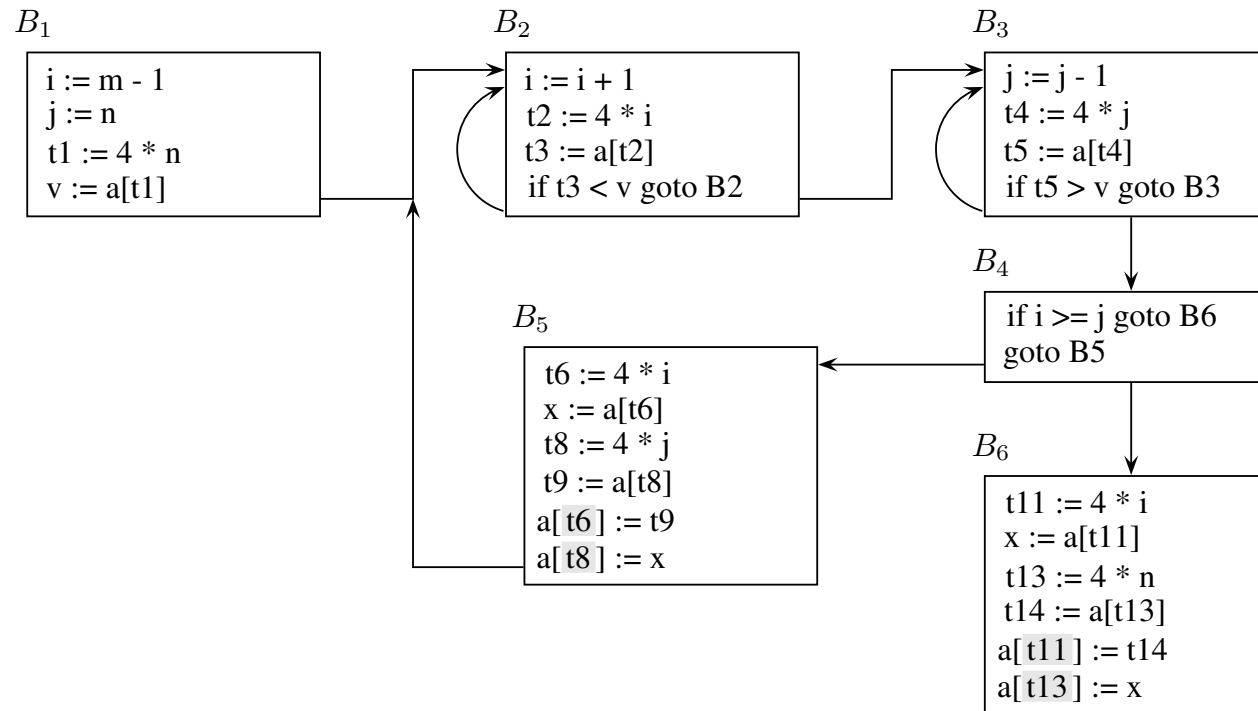 B1
i := m - 1
j := n
t1 := 4 * n
v := a[t1]
B2
i := i + 1
t2 := 4 * i
t3 := a[t2]
if t3 < v goto B2
B3
j := j - 1
t4 := 4 * j
t5 := a[t4]
if t5 > v goto B3
B4
if i >= j goto B6
goto B5
B5
t6 := 4 * i
x := a[t6]
t8 := 4 * j
t9 := a[t8]
a[t6] := t9
a[t8] := x
B6
t11 := 4 * i
x := a[t11]
t13 := 4 * n
t14 := a[t13]
a[t11] := t14
a[t13] := x